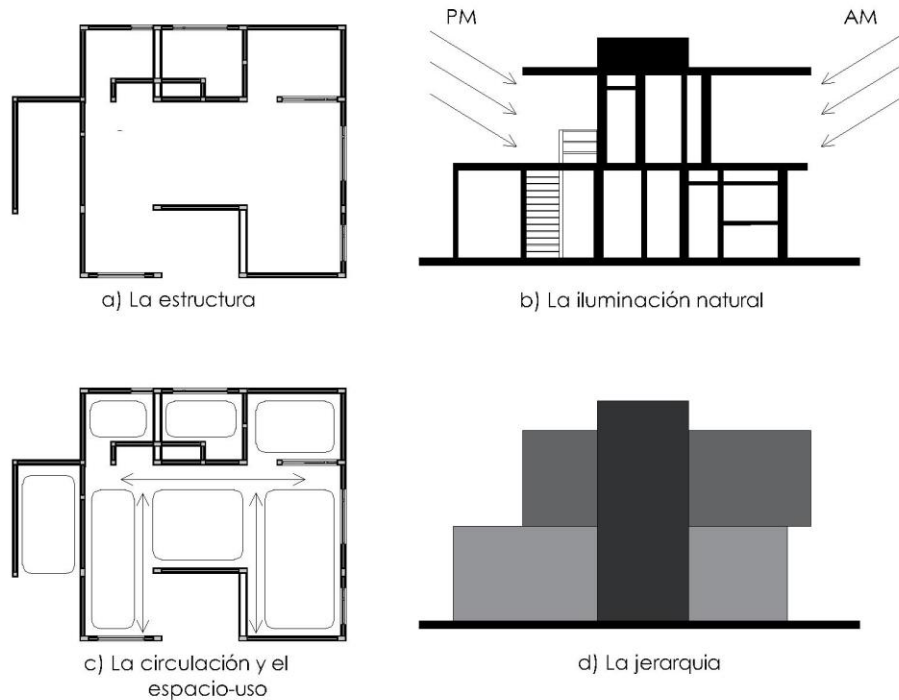 PM
AM
a) La estructura
b) La iluminación natural
c) La circulación y el
espacio-uso
d) La jerarquia